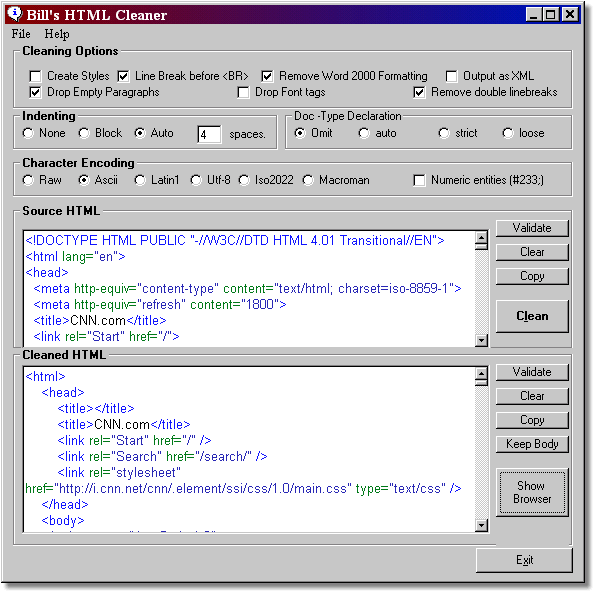 Bill's HTML Cleaner
File Help
Cleaning Options
Create Styles Line Break before <BR> Remove Word 2000 Formatting Output as XML
Drop Empty Paragraphs Drop Font tags Remove double linebreaks
Indenting
None Block Auto 4 spaces.
Doc -Type Declaration
Omit auto strict loose
Character Encoding
Raw Ascii Latin1 Utf-8 Iso2022 Macroman Numeric entities (#233;)
Source HTML
<!DOCTYPE HTML PUBLIC "-//W3C//DTD HTML 4.01 Transitional//EN">
<html lang="en">
<head>
<meta http-equiv="content-type" content="text/html; charset=iso-8859-1">
<meta http-equiv="refresh" content="1800">
<title>CNN.com</title>
<link rel="Start" href="/">
Validate
Clear
Copy
Clean
Cleaned HTML
<html>
<head>
<title></title>
<title>CNN.com</title>
<link rel="Start" href="/" />
<link rel="Search" href="/search/" />
<link rel="stylesheet"
href="http://i.cnn.net/cnn/.element/ssi/css/1.0/main.css" type="text/css" />
</head>
<body>
Validate
Clear
Copy
Keep Body
Show
Browser
Exit